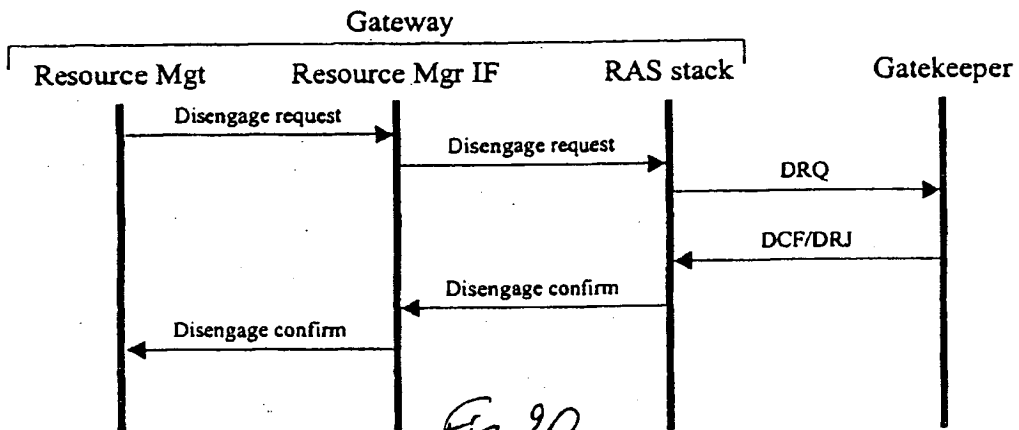 Gateway
Resource Mgt Resource Mgr IF RAS stack Gatekeeper
Disengage request
Disengage request
DRQ
DCF/DRJ
Disengage confirm
Disengage confirm